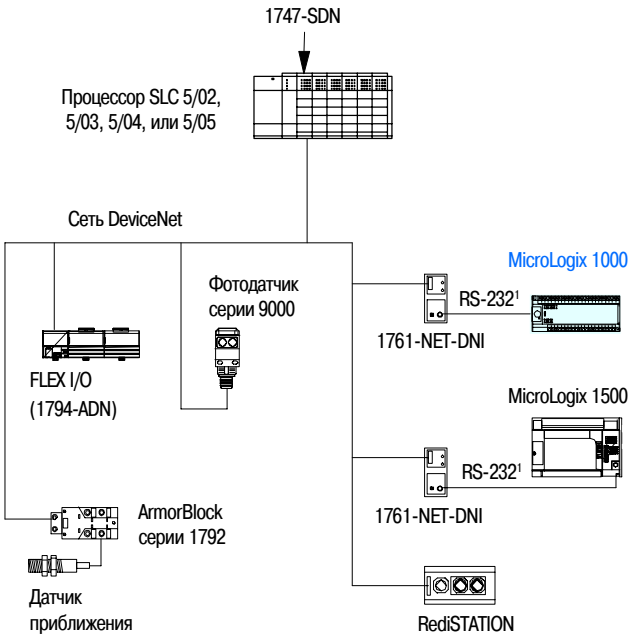 1747-SDN
Процессор SLC 5/02,
5/03, 5/04, или 5/05
Сеть DeviceNet
MicroLogix 1000
Фотодатчик
серии 9000
RS-232¹
1761-NET-DNI
FLEX I/O
(1794-ADN)
MicroLogix 1500
RS-232¹
1761-NET-DNI
ArmorBlock
серии 1792
Датчик
приближения
RediSTATION